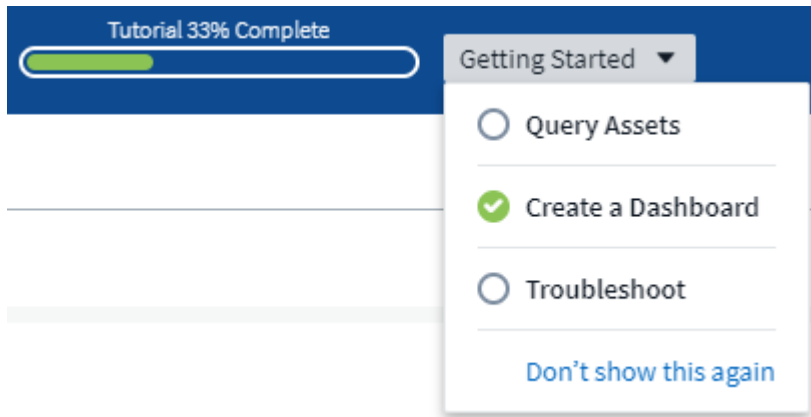 Tutorial 33% Complete
Getting Started
Query Assets
Create a Dashboard
Troubleshoot
Don’t show this again